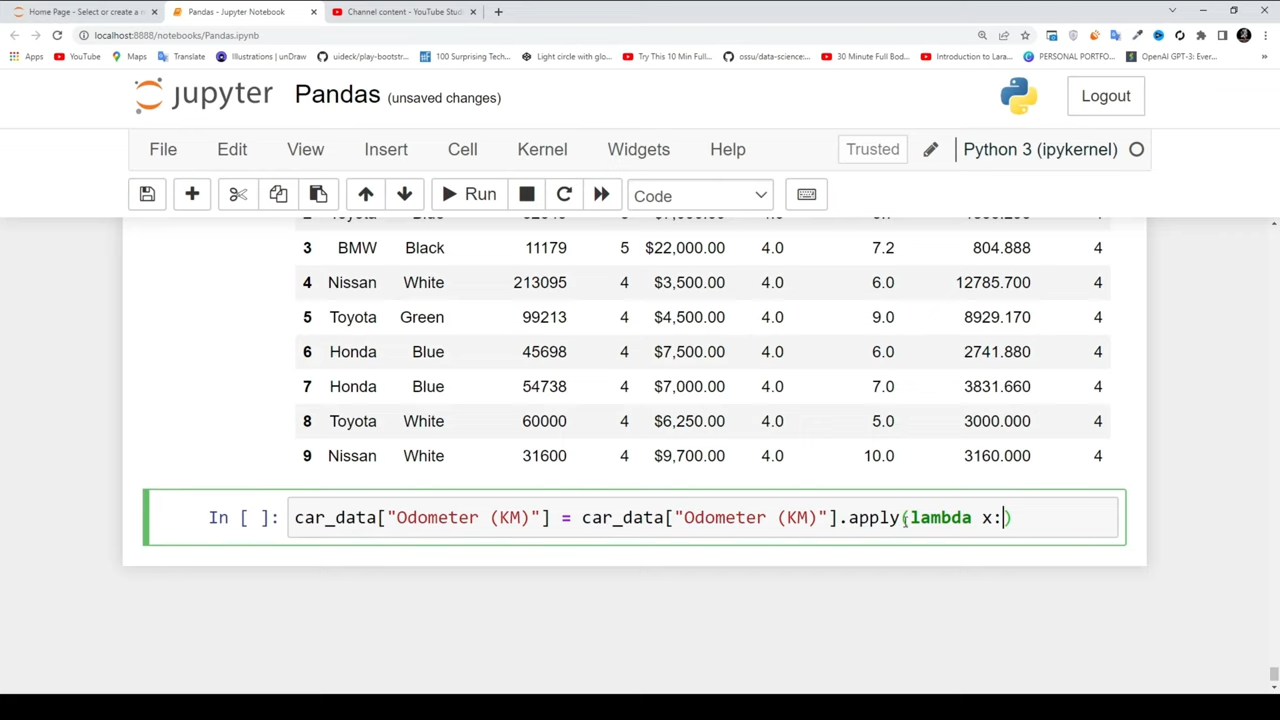 Home Page - Select or create a n
Pandas - Jupyter Notebook
Channel content - YouTube Stud
localhost:8888/notebooks/Pandas.ipynb
Apps YouTube Maps Translate Illustrations | unDraw uideck/play-bootstr... 100 Surprising Tech... Light circle with glo... Try This 10 Min Full... ossu/data-science:... 30 Minute Full Bod... Introduction to Lara... PERSONAL PORTFO... OpenAI GPT-3: Ever... »
jupyter Pandas (unsaved changes) Logout
File Edit View Insert Cell Kernel Widgets Help Trusted Python 3 (ipykernel)
Run Code
3 BMW Black 11179 5 $22,000.00 4.0 7.2 804.888 4
4 Nissan White 213095 4 $3,500.00 4.0 6.0 12785.700 4
5 Toyota Green 99213 4 $4,500.00 4.0 9.0 8929.170 4
6 Honda Blue 45698 4 $7,500.00 4.0 6.0 2741.880 4
7 Honda Blue 54738 4 $7,000.00 4.0 7.0 3831.660 4
8 Toyota White 60000 4 $6,250.00 4.0 5.0 3000.000 4
9 Nissan White 31600 4 $9,700.00 4.0 10.0 3160.000 4
In [ ]: car_data["Odometer (KM)"] = car_data["Odometer (KM)"].apply(lambda x:)